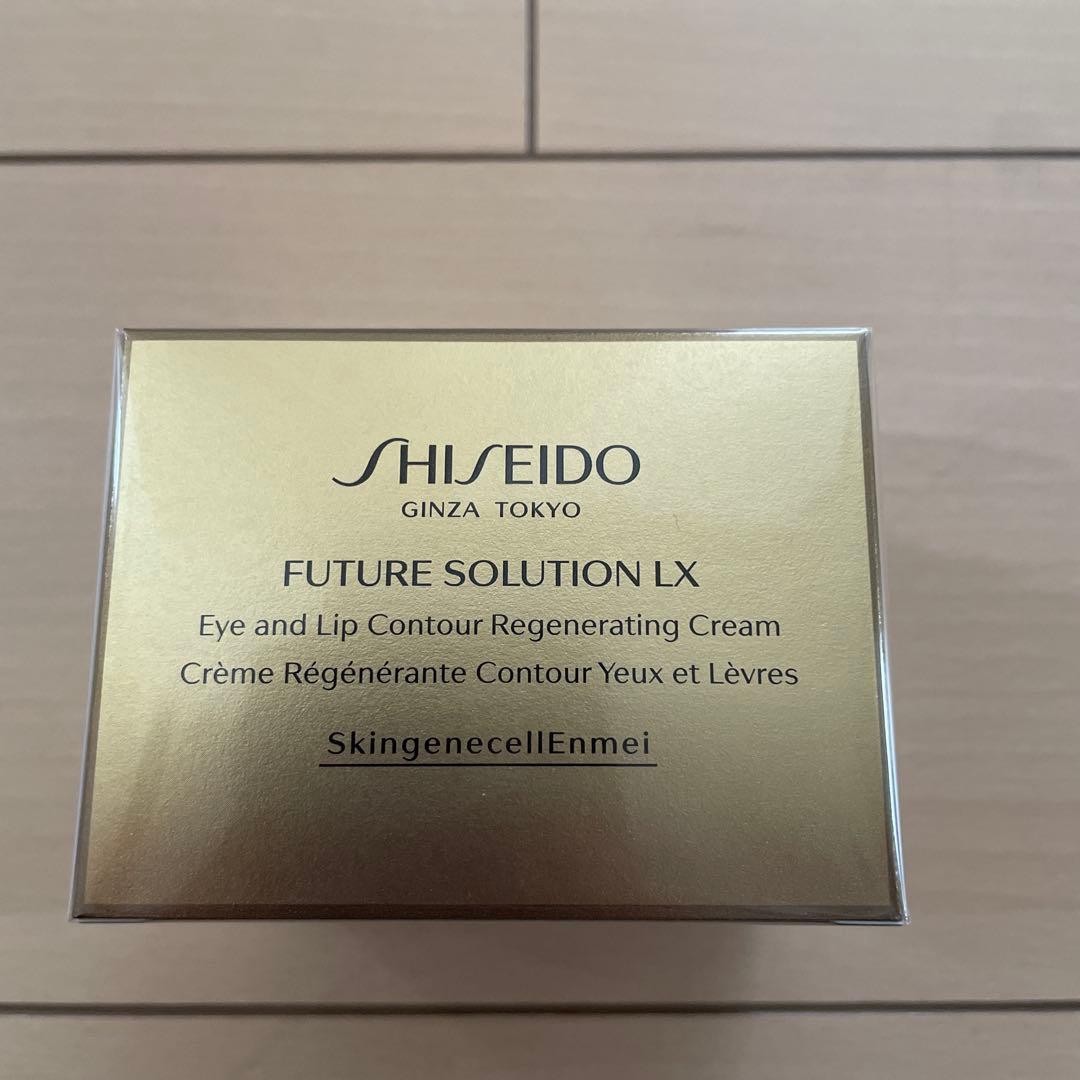 SHISEIDO
GINZA TOKYO
FUTURE SOLUTION LX
Eye and Lip Contour Regenerating Cream
Crème Régénérante Contour Yeux et Lèvres
SkingenecellEnmei